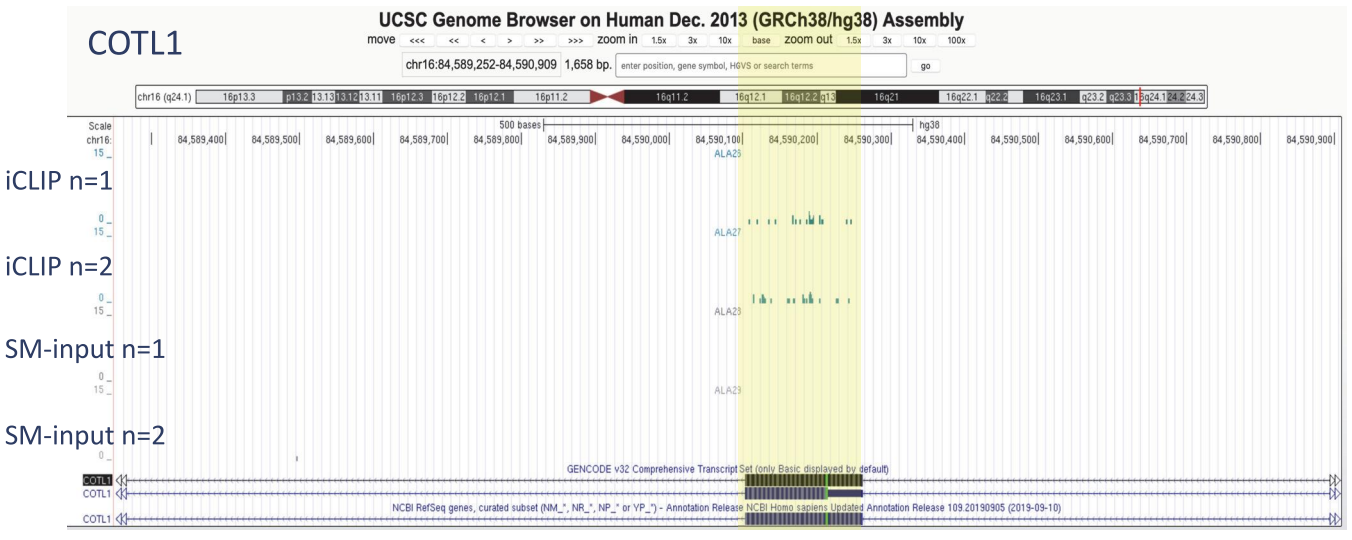 COTL1
UCSC Genome Browser on Human Dec. 2013 (GRCh38/hg38) Assembly
move <<< << < > >> >>> zoom in 1.5x 3x 10x base zoom out 1.5x 3x 10x 100x
chr16:84,589,252-84,590,909 1,658 bp. enter position, gene symbol, HGVS or search terms go
chr16 (q24.1) 16p13.3 p13.2 13.13 13.12 13.11 16p12.3 16p12.2 16p12.1 16p11.2 16q11.2 16q12.1 16q12.2 q13 16q21 16q22.1 q22.2 16q23.1 q23.2 q23.3 16q24.1 24.2 24.3
Scale 500 bases hg38
chr16: 84,589,400 84,589,500 84,589,600 84,589,700 84,589,800 84,589,900 84,590,000 84,590,100 84,590,200 84,590,300 84,590,400 84,590,500 84,590,600 84,590,700 84,590,800 84,590,900
15 _ ALA26
iCLIP n=1
0 _
15 _ ALA27
iCLIP n=2
0 _
15 _
SM-input n=1
0 _
15 _
SM-input n=2
0 _
GENCODE v32 Comprehensive Transcript Set (only Basic displayed by default)
COTL1
COTL1
NCBI RefSeq genes, curated subset (NM_*, NR_*, NP_* or YP_*) - Annotation Release NCBI Homo sapiens Updated Annotation Release 109.20190905 (2019-09-10)
COTL1